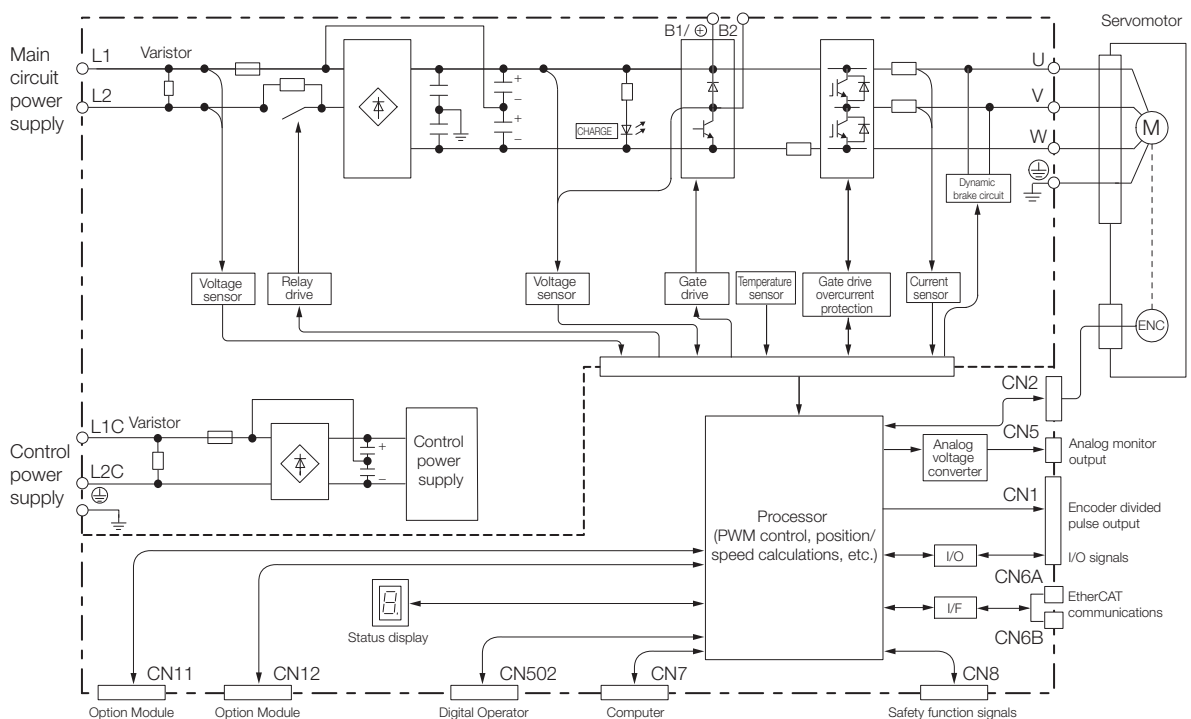 Servomotor
B1/ ⊕ B2
Main
circuit
power
supply
L1
Varistor
L2
+
−
+
−
CHARGE
U
V
W
M
Dynamic
brake circuit
Voltage
sensor
Relay
drive
Voltage
sensor
Gate
drive
Temperature
sensor
Gate drive
overcurrent
protection
Current
sensor
ENC
CN2
Control
power
supply
L1C
Varistor
L2C
+
−
Control
power
supply
Processor
(PWM control, position/
speed calculations, etc.)
Analog
voltage
converter
CN5
Analog monitor
output
CN1
Encoder divided
pulse output
I/O
I/O signals
CN6A
I/F
EtherCAT
communications
CN6B
8.
Status display
CN11
CN12
CN502
CN7
CN8
Option Module
Option Module
Digital Operator
Computer
Safety function signals